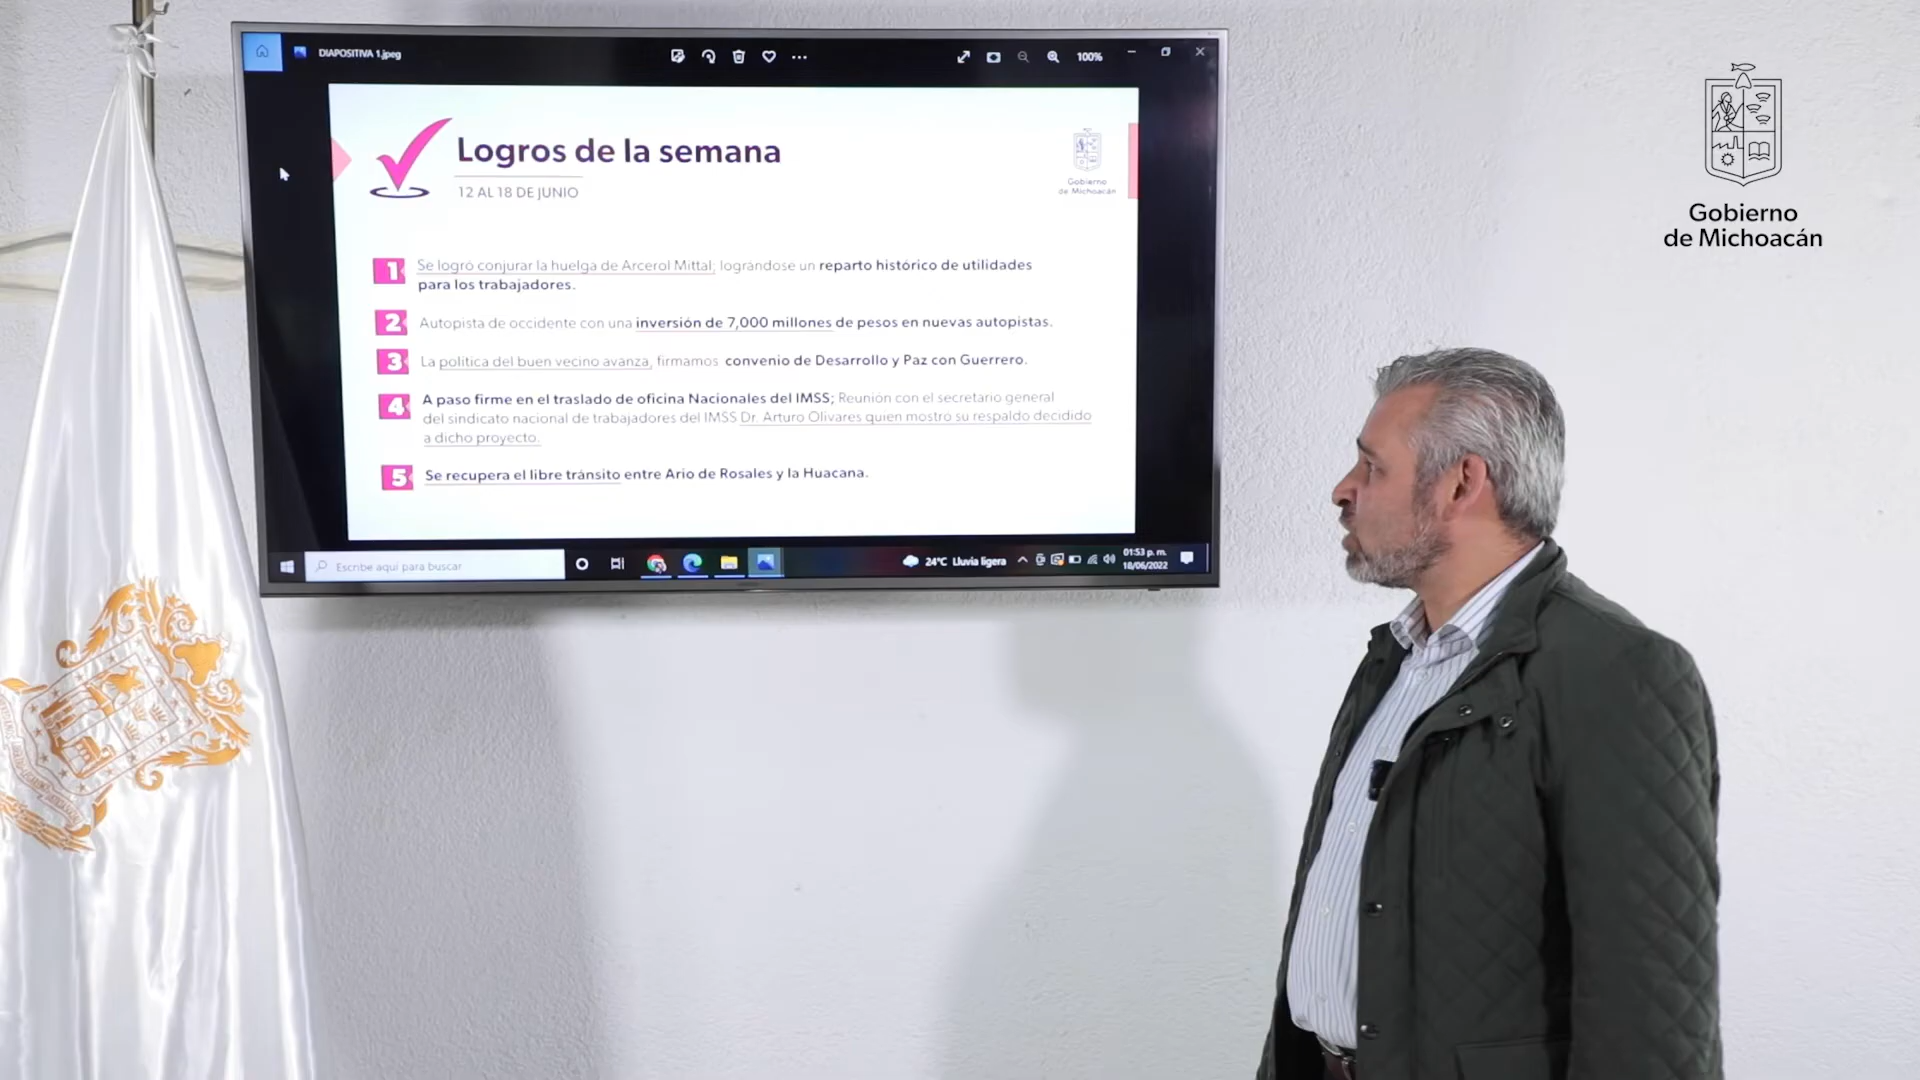 DIAPOSITIVA 1.jpeg
100%
Logros de la semana
12 AL 18 DE JUNIO
Gobierno
de Michoacán
1 Se logró conjurar la huelga de Arcerol Mittal, lográndose un reparto histórico de utilidades
para los trabajadores.
2 Autopista de occidente con una inversión de 7,000 millones de pesos en nuevas autopistas.
3 La política del buen vecino avanza, firmamos convenio de Desarrollo y Paz con Guerrero.
4 A paso firme en el traslado de oficina Nacionales del IMSS; Reunión con el secretario general
del sindicato nacional de trabajadores del IMSS Dr. Arturo Olivares quien mostro su respaldo decidido
a dicho proyecto.
5 Se recupera el libre tránsito entre Ario de Rosales y la Huacana.
Escribe aquí para buscar
24°C Lluvia ligera
01:53 p. m.
18/06/2022
Gobierno
de Michoacán